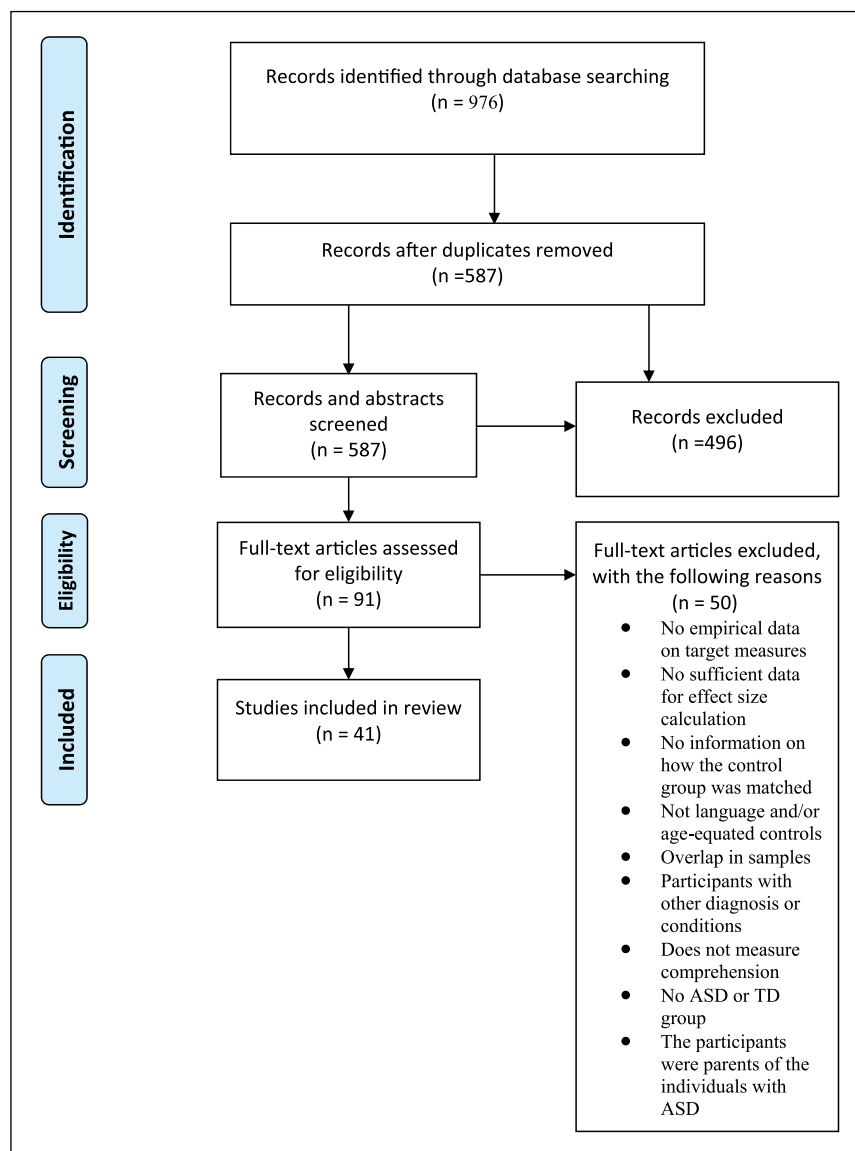 Identification
Records identified through database searching
(n = 976)
Records after duplicates removed
(n =587)
Screening
Records and abstracts
screened
(n = 587)
Records excluded
(n =496)
Eligibility
Full-text articles assessed
for eligibility
(n = 91)
Full-text articles excluded,
with the following reasons
(n = 50)
• No empirical data
on target measures
• No sufficient data
for effect size
calculation
• No information on
how the control
group was matched
• Not language and/or
age-equated controls
• Overlap in samples
• Participants with
other diagnosis or
conditions
• Does not measure
comprehension
• No ASD or TD
group
• The participants
were parents of the
individuals with
ASD
Included
Studies included in review
(n = 41)